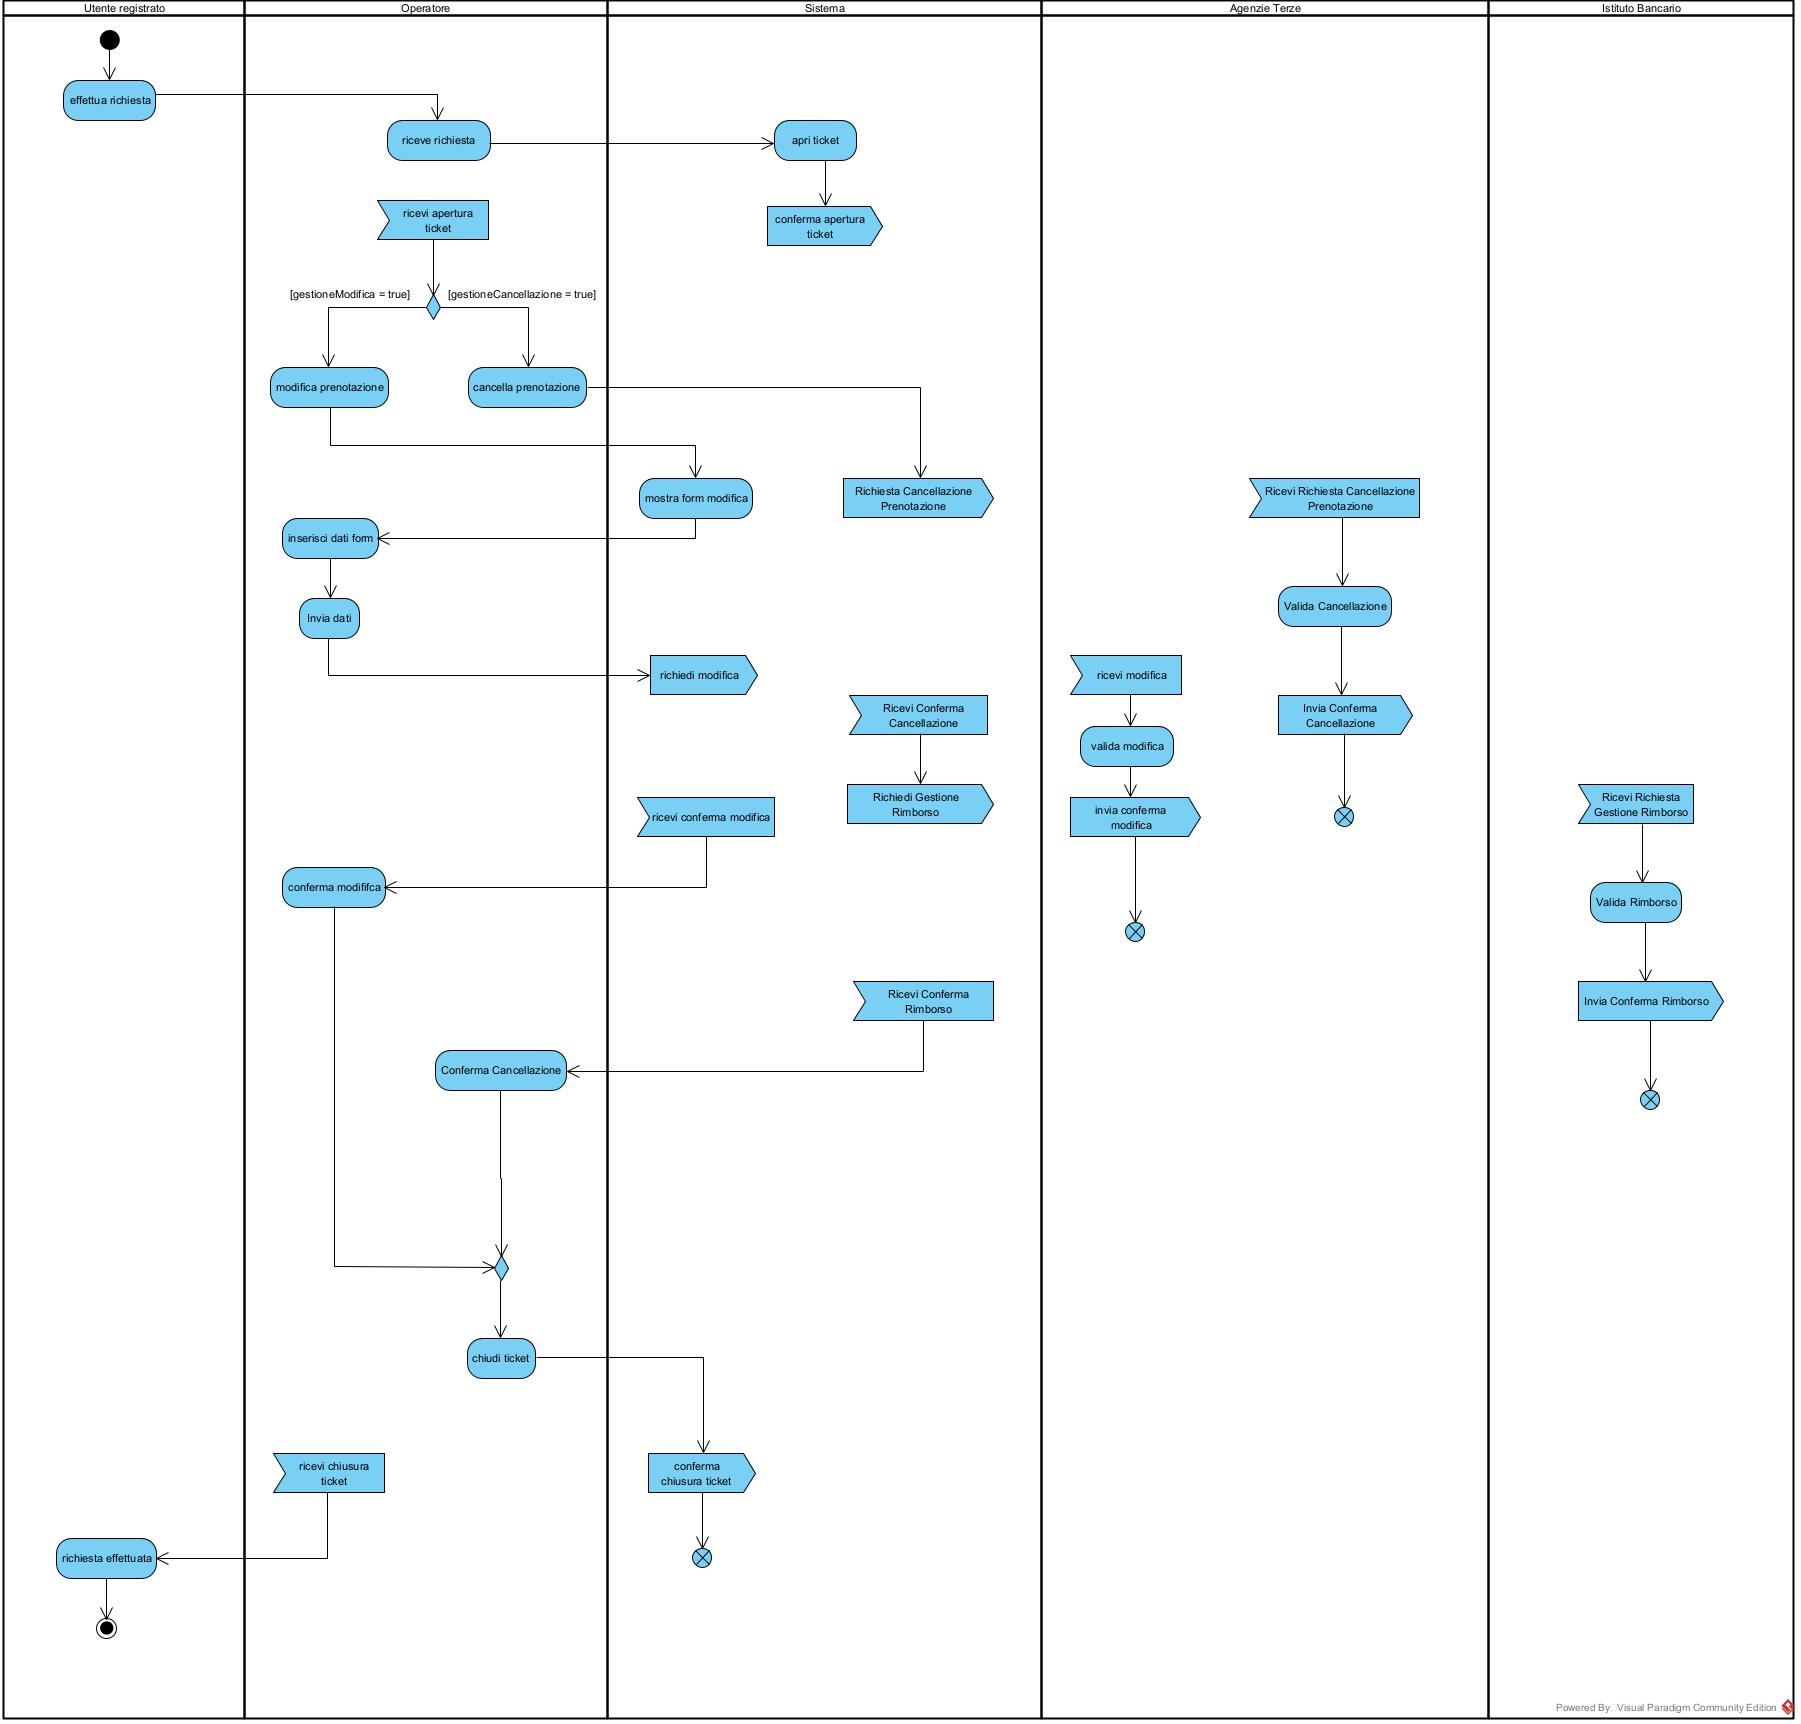 Utente registrato
Operatore
Sistema
Agenzie Terze
Istituto Bancario
effettua richiesta
riceve richiesta
apri ticket
ricevi apertura
ticket
conferma apertura
ticket
[gestioneModifica = true]
[gestioneCancellazione = true]
modifica prenotazione
cancella prenotazione
mostra form modifica
Richiesta Cancellazione
Prenotazione
Ricevi Richiesta Cancellazione
Prenotazione
inserisci dati form
Invia dati
Valida Cancellazione
richiedi modifica
ricevi modifica
Ricevi Conferma
Cancellazione
Invia Conferma
Cancellazione
valida modifica
Richiedi Gestione
Rimborso
Ricevi Richiesta
Gestione Rimborso
ricevi conferma modifica
invia conferma
modifica
conferma modififca
Valida Rimborso
Ricevi Conferma
Rimborso
Invia Conferma Rimborso
Conferma Cancellazione
chiudi ticket
ricevi chiusura
ticket
conferma
chiusura ticket
richiesta effettuata
Powered By Visual Paradigm Community Edition